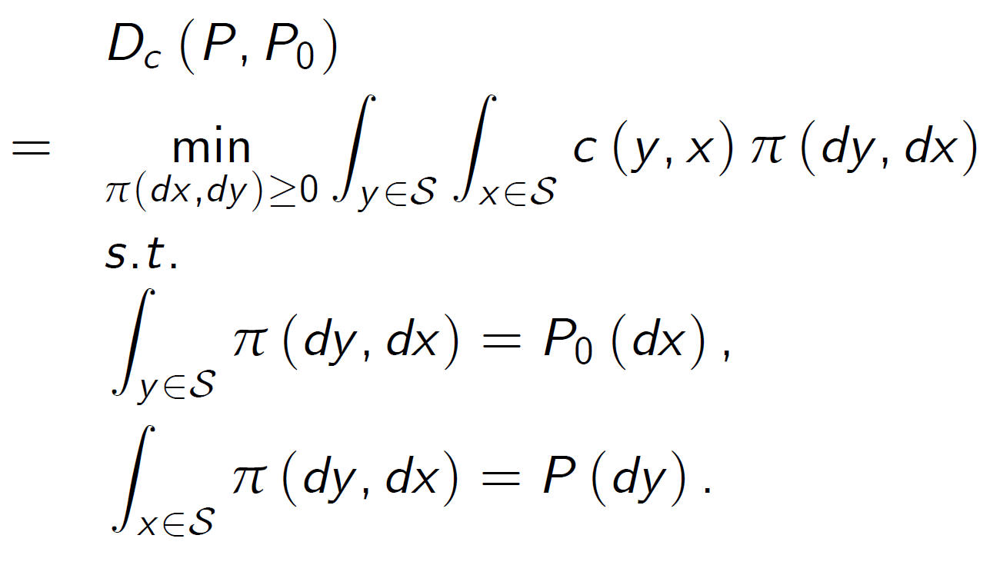 D_c (P, P_0)
= min_{π(dx,dy)≥0} ∫_{y∈𝒮} ∫_{x∈𝒮} c (y, x) π (dy, dx)
s.t.
∫_{y∈𝒮} π (dy, dx) = P_0 (dx) ,
∫_{x∈𝒮} π (dy, dx) = P (dy) .